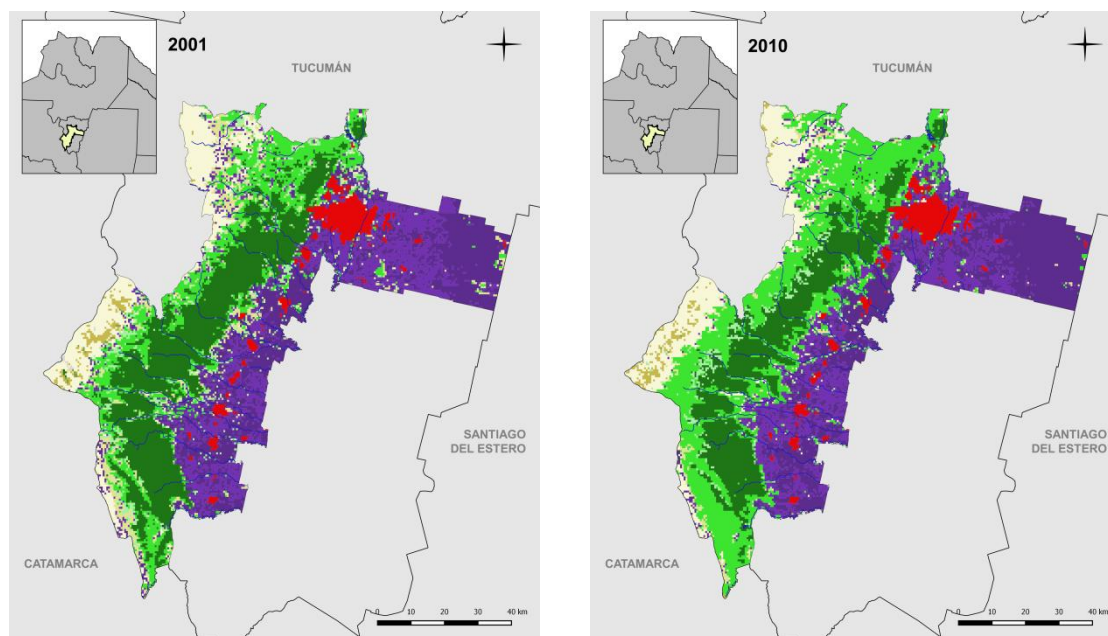 2001
TUCUMÁN
SANTIAGO
DEL ESTERO
CATAMARCA
0 10 20 30 40 km
2010
TUCUMÁN
SANTIAGO
DEL ESTERO
CATAMARCA
0 10 20 30 40 km